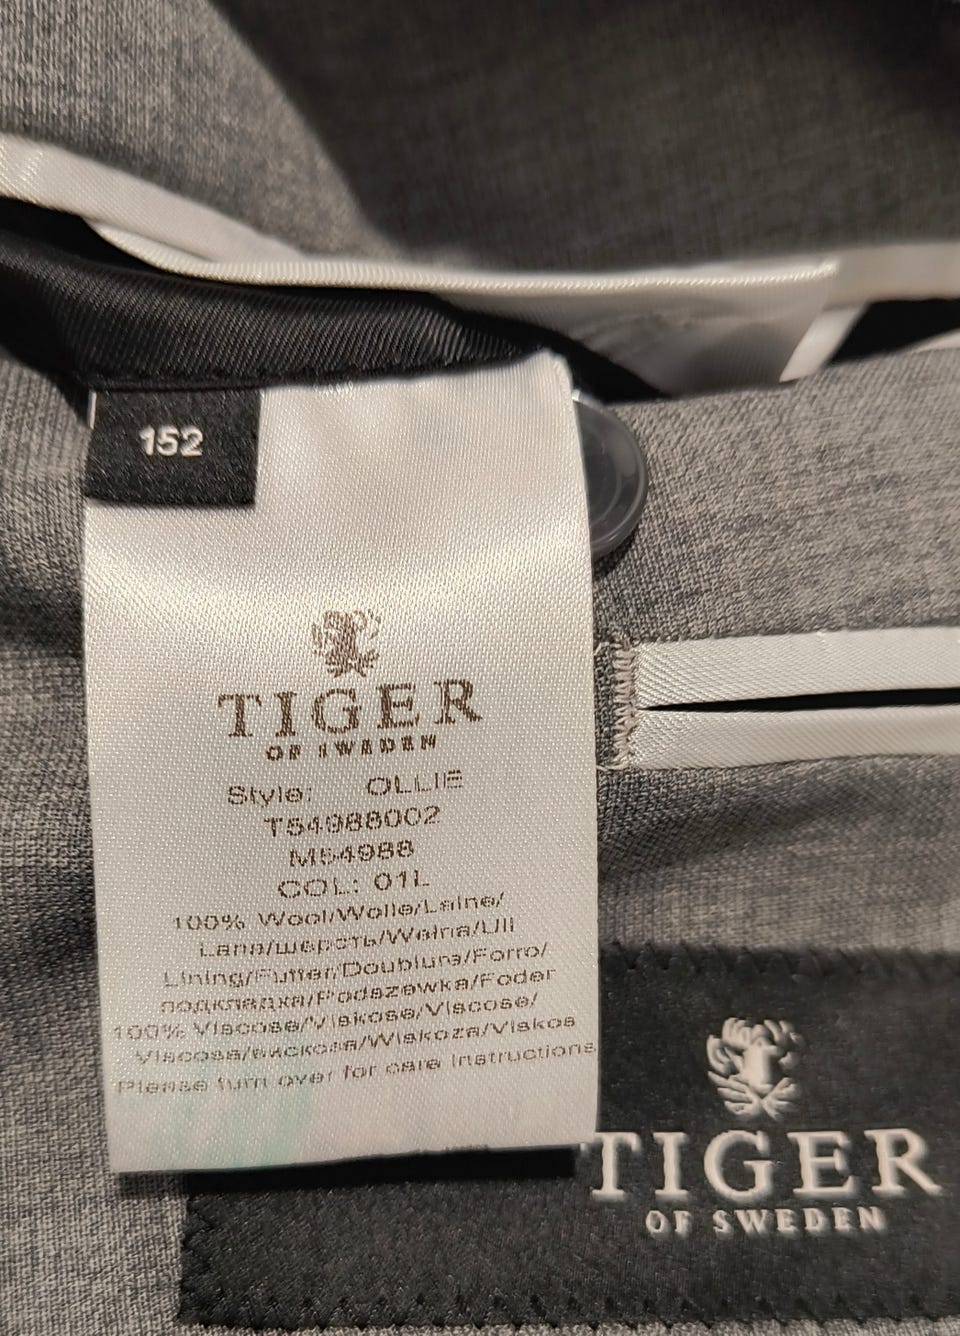 152
TIGER
OF SWEDEN
Style: OLLIE
T54988002
M54988
COL: 01L
100% Wool/Wolle/Laine/
Lana/шерсть/Wełna/Ull
Lining/Futter/Doublure/Forro/
подкладка/Podszewka/Foder
100% Viscose/Viskose/Viscose/
Viscosa/вискоза/Wiskoza/Viskos
Please turn over for care instructions
TIGER
OF SWEDEN